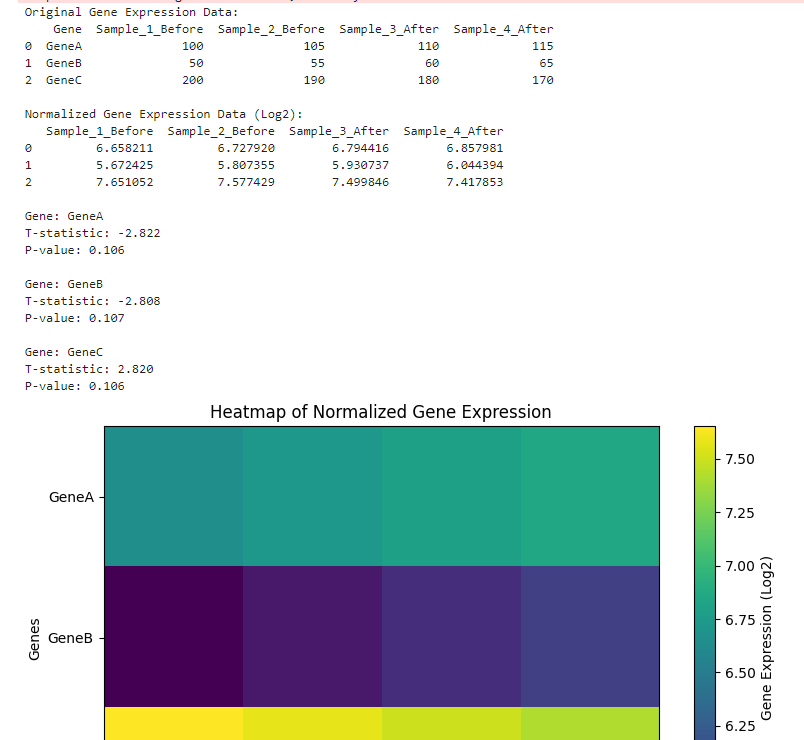 Original Gene Expression Data:
    Gene  Sample_1_Before  Sample_2_Before  Sample_3_After  Sample_4_After
0  GeneA              100              105             110             115
1  GeneB               50               55              60              65
2  GeneC              200              190             180             170
Normalized Gene Expression Data (Log2):
   Sample_1_Before  Sample_2_Before  Sample_3_After  Sample_4_After
0         6.658211         6.727920        6.794416        6.857981
1         5.672425         5.807355        5.930737        6.044394
2         7.651052         7.577429        7.499846        7.417853
Gene: GeneA
T-statistic: -2.822
P-value: 0.106
Gene: GeneB
T-statistic: -2.808
P-value: 0.107
Gene: GeneC
T-statistic: 2.820
P-value: 0.106
Heatmap of Normalized Gene Expression
GeneA
GeneB
Genes
7.50
7.25
7.00
6.75
6.50
6.25
Gene Expression (Log2)